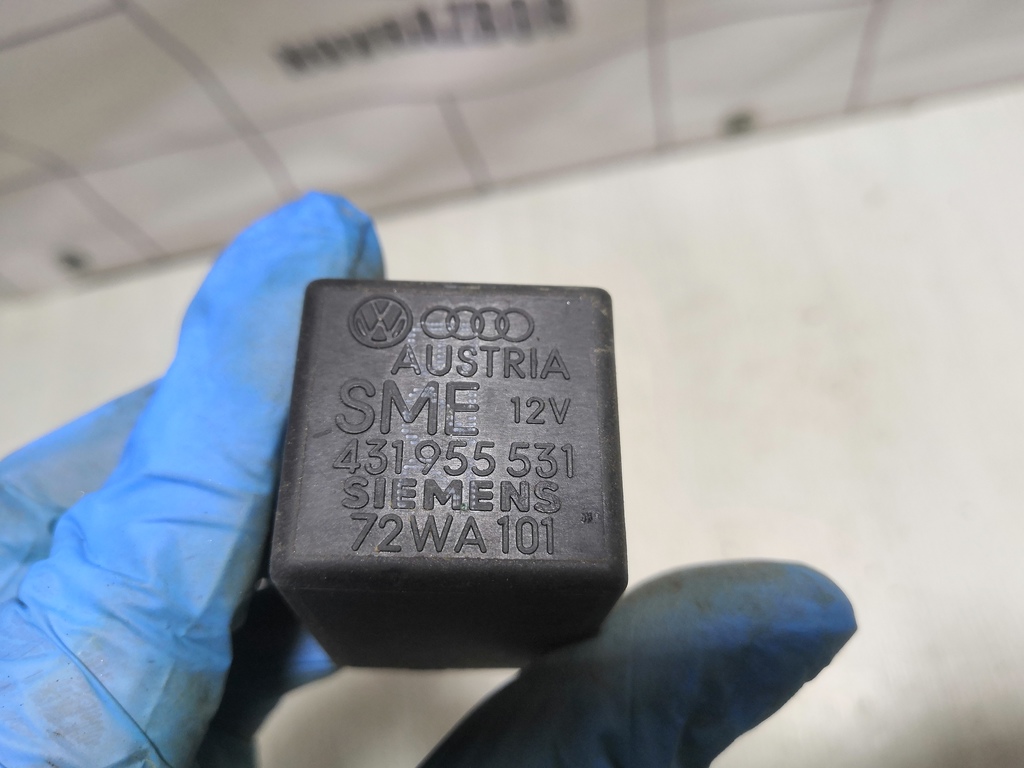 AUSTRIA
SME 12V
431 955 531
SIEMENS
72WA 101